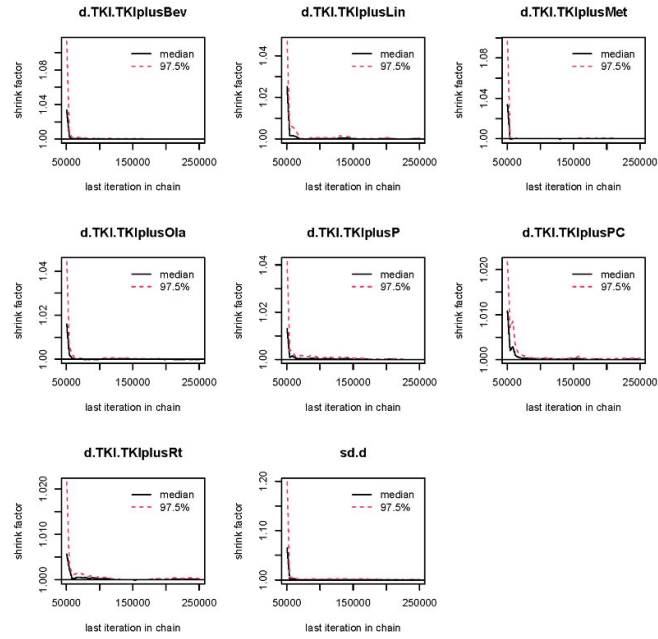 d.TKI.TKIplusBev
shrink factor
1.00 1.04 1.08
median
97.5%
50000 150000 250000
last iteration in chain
d.TKI.TKIplusLin
shrink factor
1.00 1.02 1.04
median
97.5%
50000 150000 250000
last iteration in chain
d.TKI.TKIplusMet
shrink factor
1.00 1.04 1.08
median
97.5%
50000 150000 250000
last iteration in chain
d.TKI.TKIplusOla
shrink factor
1.00 1.02 1.04
median
97.5%
50000 150000 250000
last iteration in chain
d.TKI.TKIplusP
shrink factor
1.00 1.02 1.04
median
97.5%
50000 150000 250000
last iteration in chain
d.TKI.TKIplusPC
shrink factor
1.000 1.010 1.020
median
97.5%
50000 150000 250000
last iteration in chain
d.TKI.TKIplusRt
shrink factor
1.000 1.010 1.020
median
97.5%
50000 150000 250000
last iteration in chain
sd.d
shrink factor
1.00 1.10 1.20
median
97.5%
50000 150000 250000
last iteration in chain